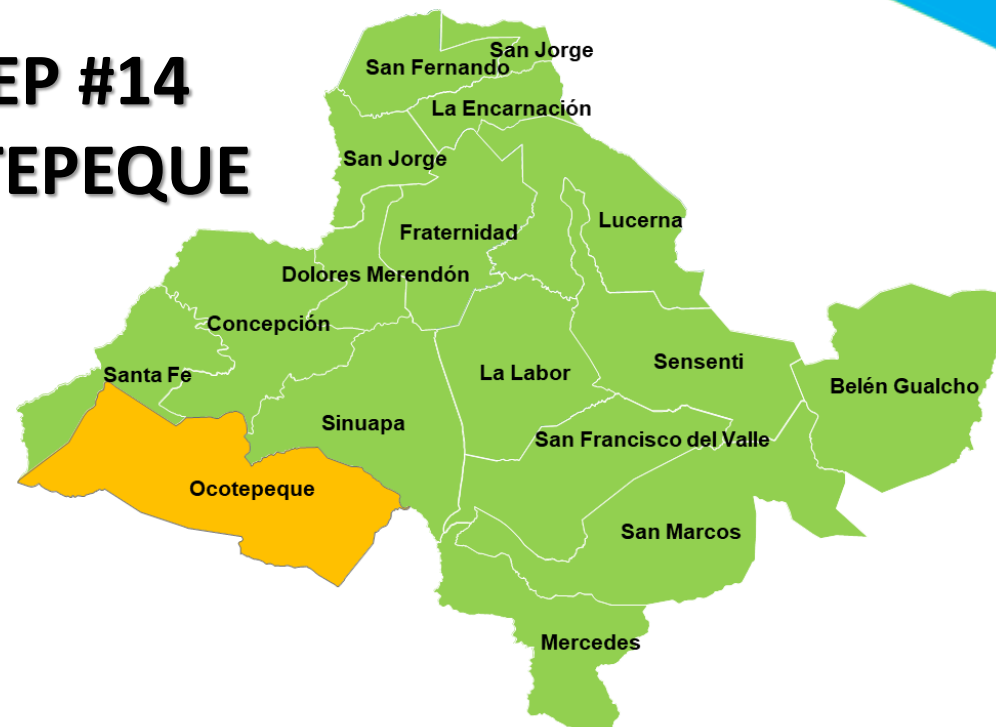 EP #14
TEPEQUE
San Jorge
San Fernando
La Encarnación
San Jorge
Lucerna
Fraternidad
Dolores Merendón
Concepción
Santa Fe
La Labor
Sensenti
Belén Gualcho
Sinuapa
San Francisco del Valle
Ocotepeque
San Marcos
Mercedes